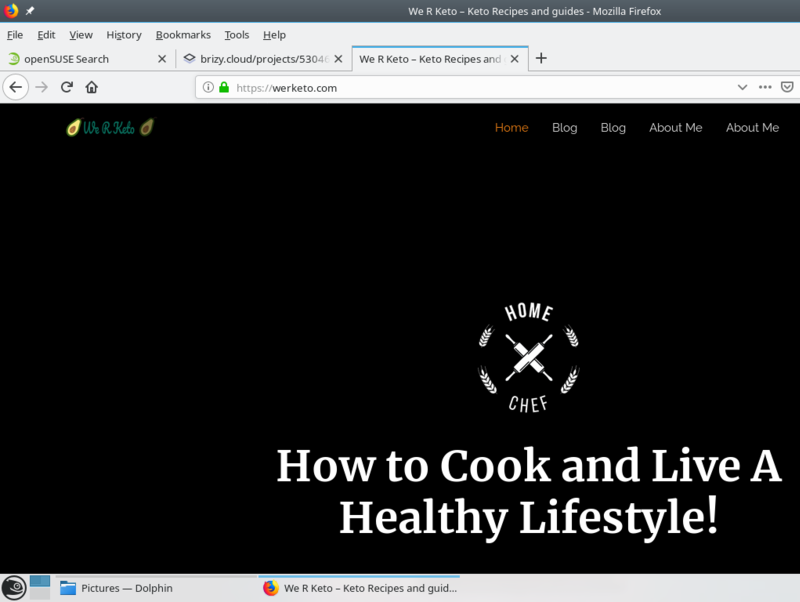 We R Keto – Keto Recipes and guides - Mozilla Firefox
File Edit View History Bookmarks Tools Help
openSUSE Search
brizy.cloud/projects/53046
We R Keto – Keto Recipes and
https://werketo.com
We R Keto
Home Blog Blog About Me About Me
HOME
CHEF
How to Cook and Live A
Healthy Lifestyle!
Pictures — Dolphin
We R Keto – Keto Recipes and guid...